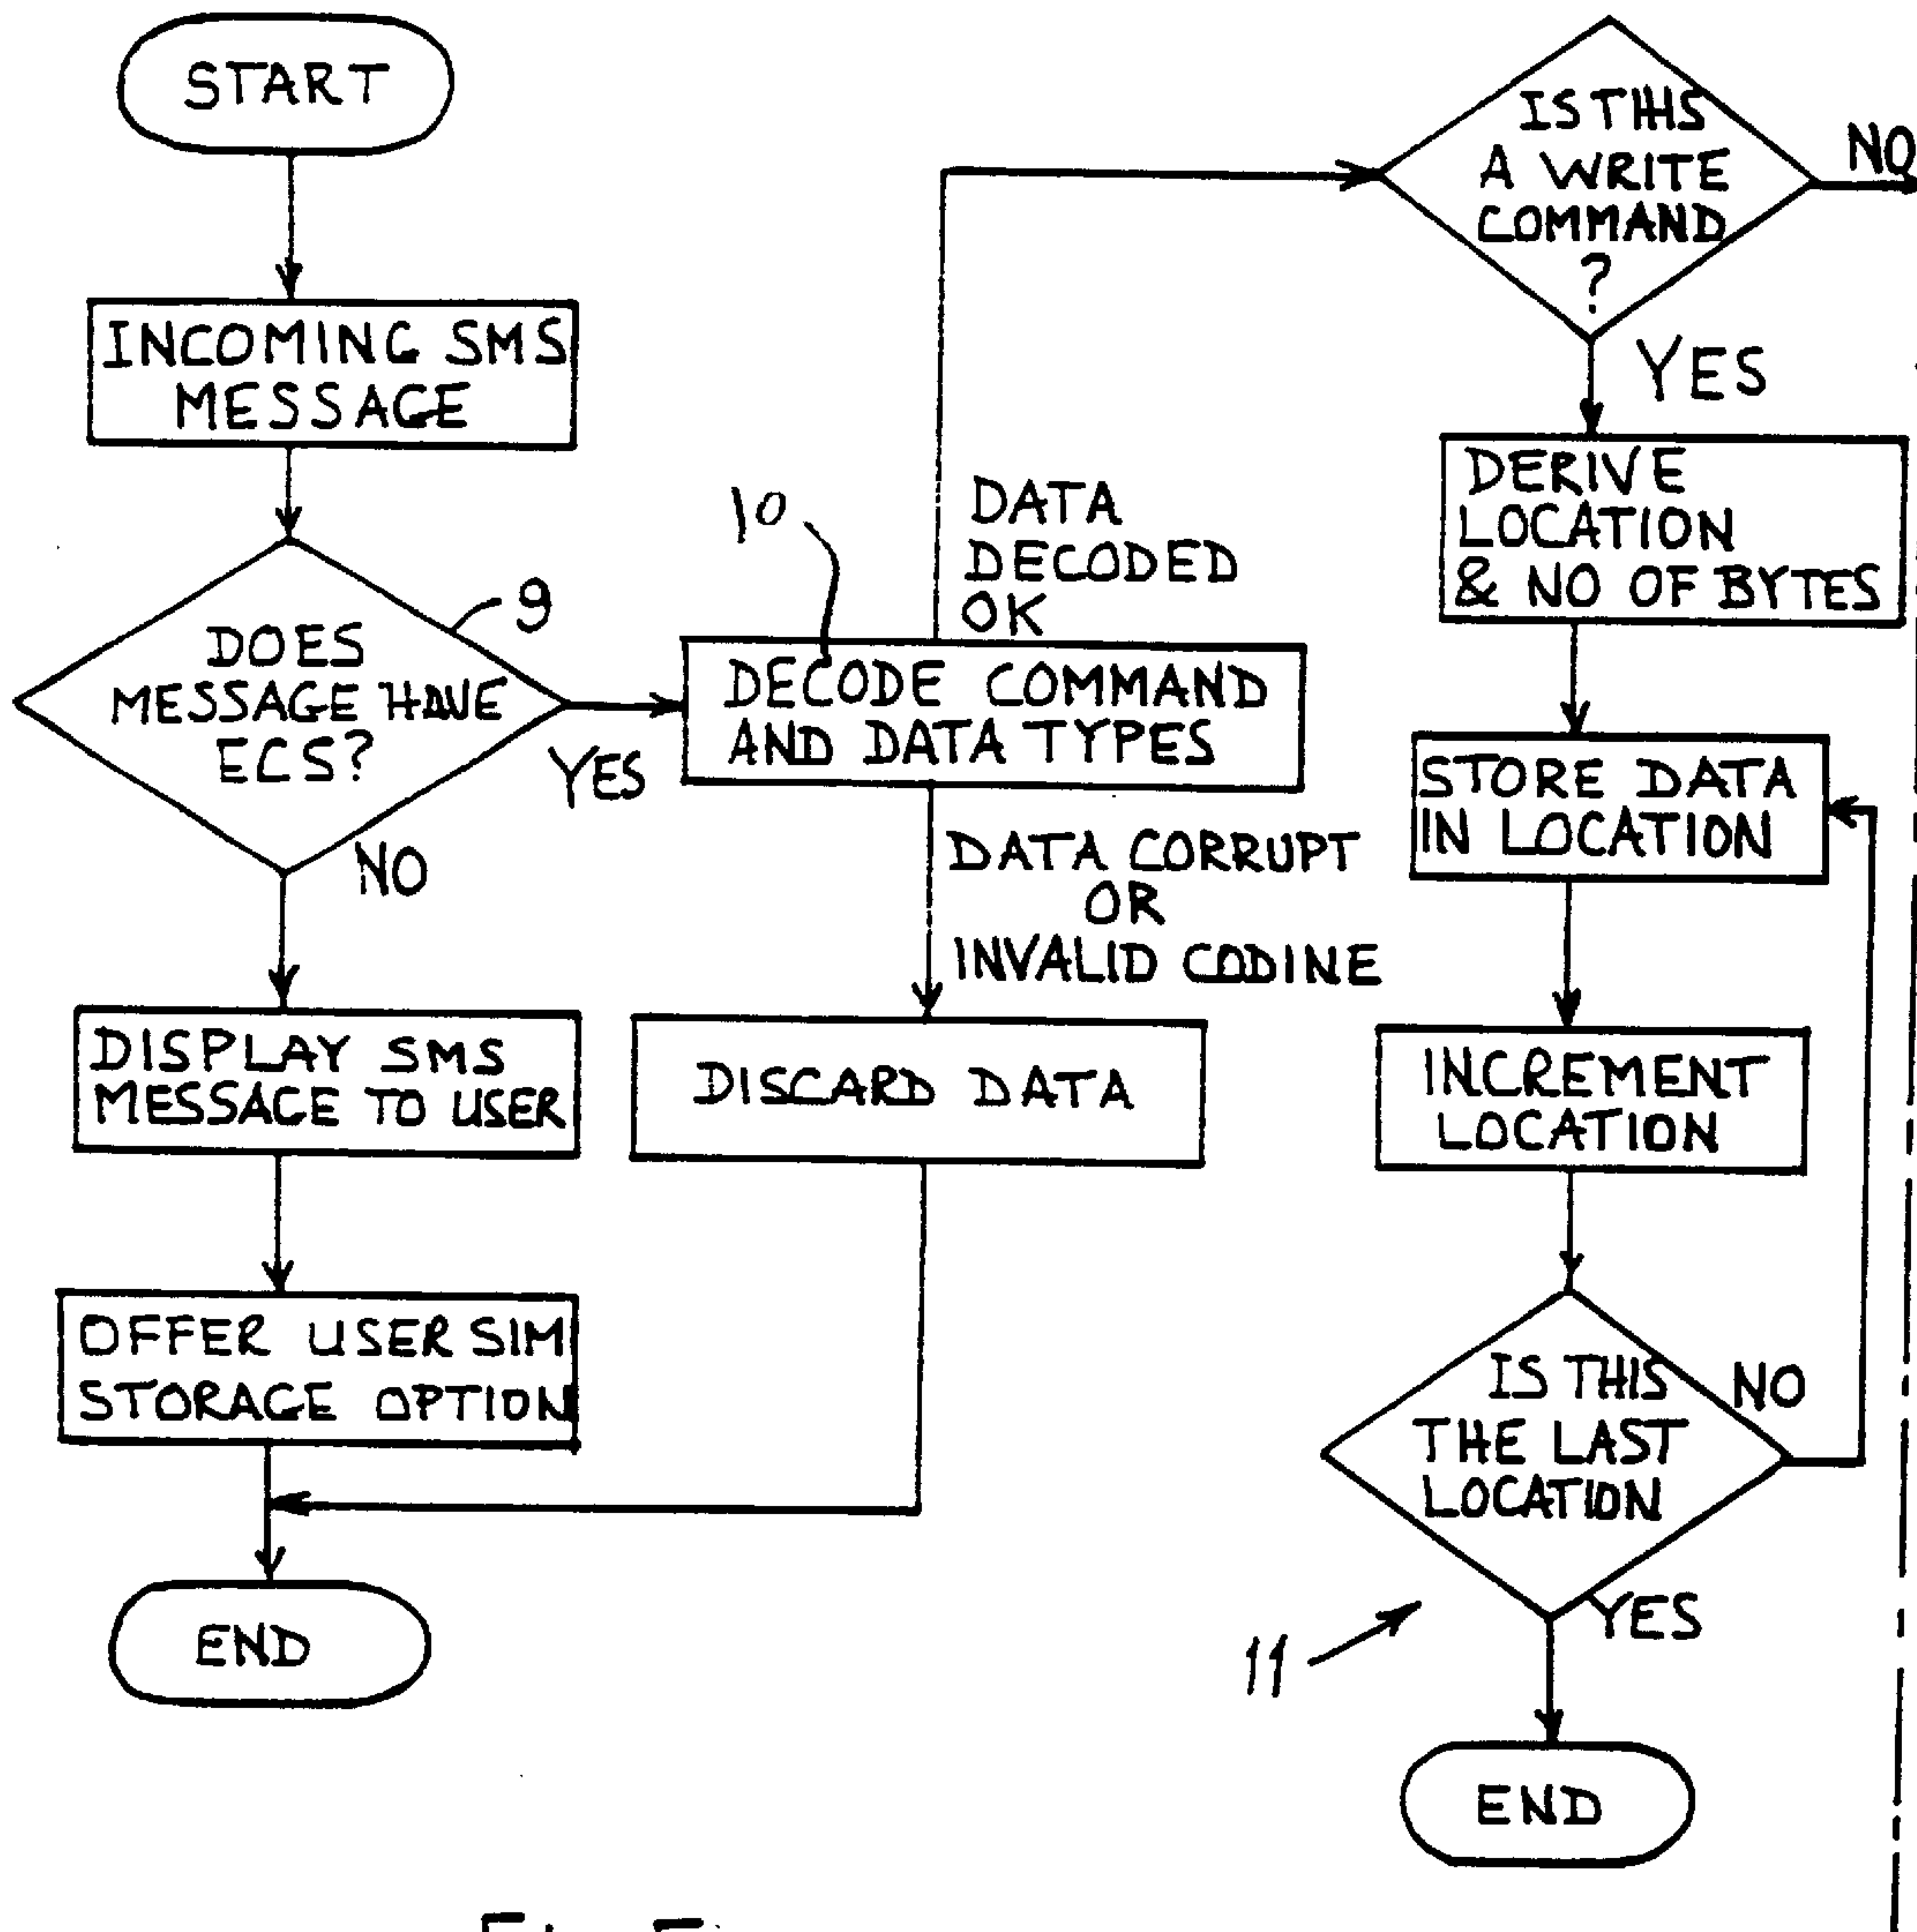 START
INCOMING SMS
MESSAGE
9
DOES
MESSAGE HAVE
ECS?
YES
NO
DISPLAY SMS
MESSAGE TO USER
OFFER USER SIM
STORAGE OPTION
END
10
DATA
DECODED
OK
DECODE COMMAND
AND DATA TYPES
DATA CORRUPT
OR
INVALID CODINE
DISCARD DATA
IS THIS
A WRITE
COMMAND
?
NO
YES
DERIVE
LOCATION
& NO OF BYTES
STORE DATA
IN LOCATION
INCREMENT
LOCATION
IS THIS
THE LAST
LOCATION
NO
YES
11
END